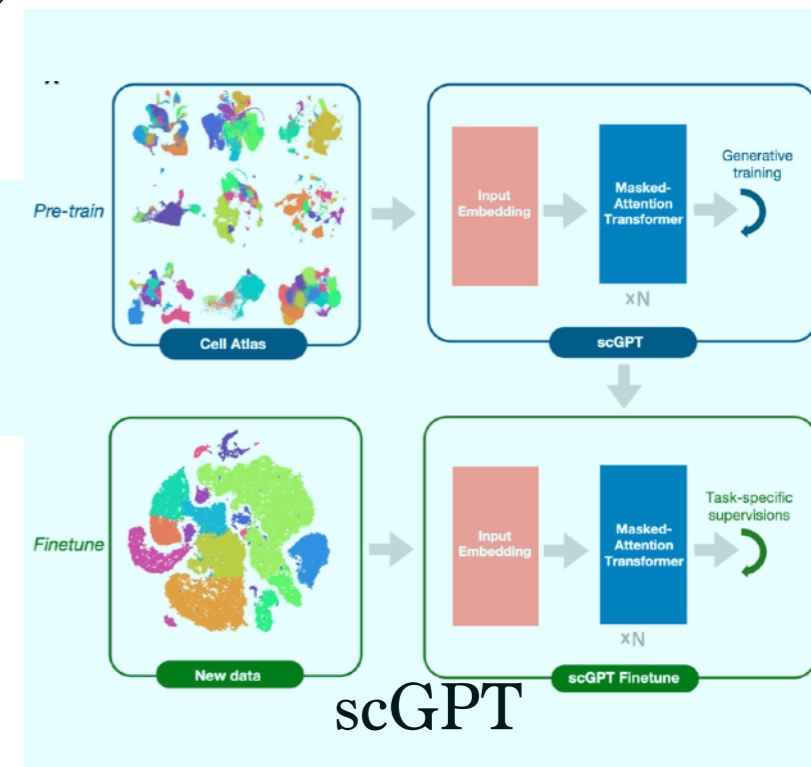 Pre-train
Cell Atlas
Input
Embedding
Masked-
Attention
Transformer
xN
Generative
training
scGPT
Finetune
New data
Input
Embedding
Masked-
Attention
Transformer
xN
Task-specific
supervisions
scGPT Finetune
scGPT